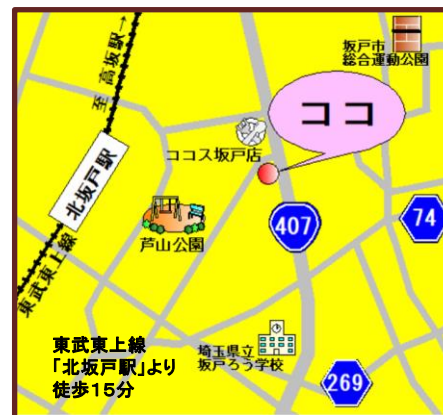 至 高坂駅→
坂戸市
総合運動公園
ココ
ココス坂戸店
北坂戸駅
407
74
芦山公園
東武東上線
東武東上線
「北坂戸駅」より
徒歩15分
埼玉県立
坂戸ろう学校
269